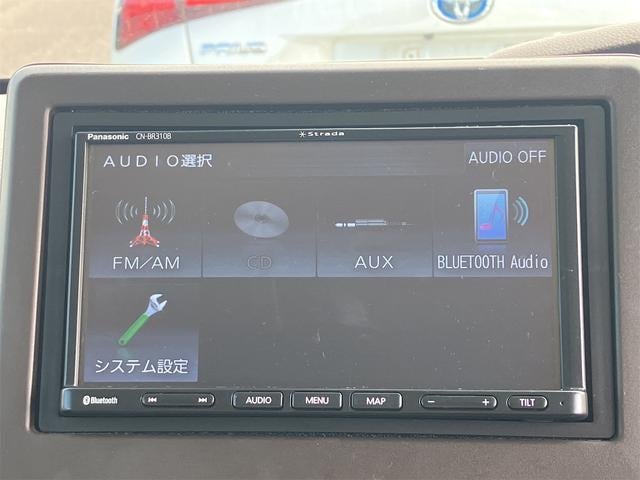 PRIUS
Panasonic CN-BR310B Strada
AUDIO選択 AUDIO OFF
FM/AM CD AUX BLUETOOTH Audio
システム設定
Bluetooth AUDIO MENU MAP − + TILT